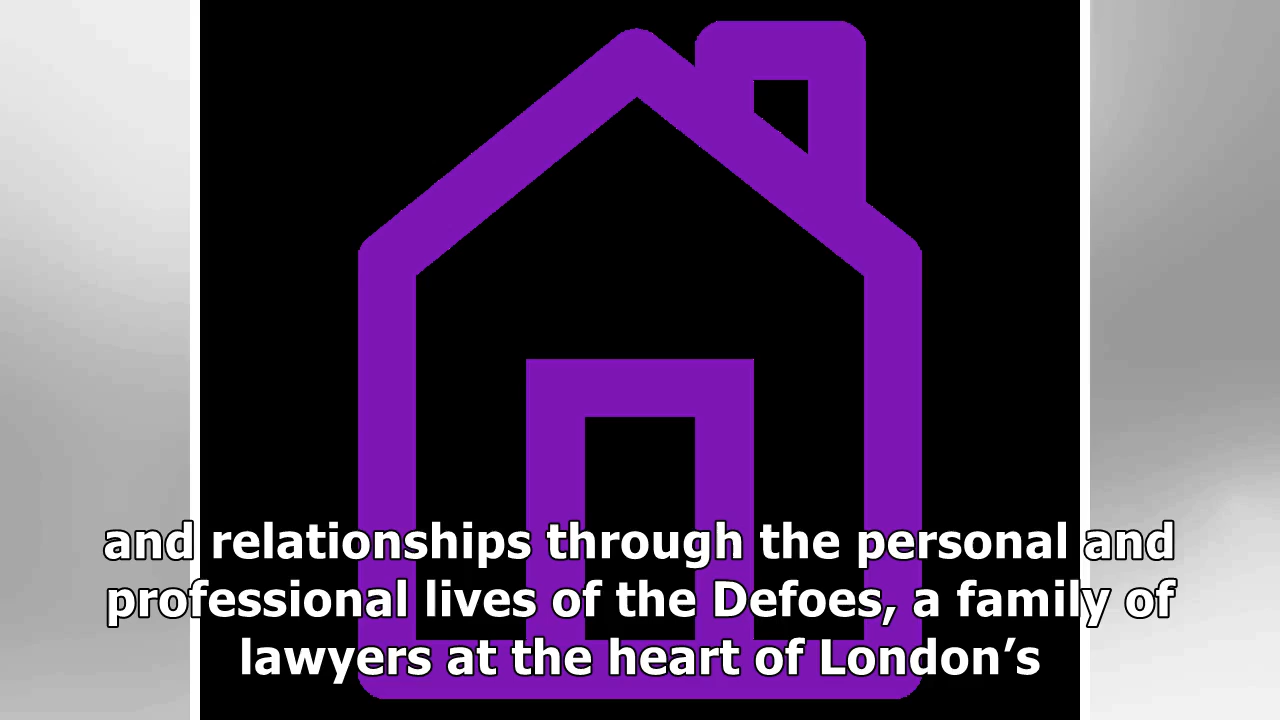 and relationships through the personal and
professional lives of the Defoes, a family of
lawyers at the heart of London’s